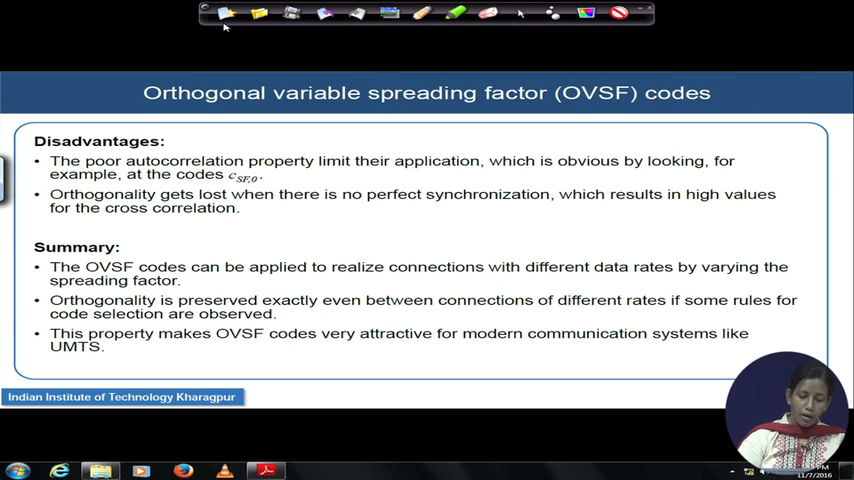 Orthogonal variable spreading factor (OVSF) codes
Disadvantages:
• The poor autocorrelation property limit their application, which is obvious by looking, for
example, at the codes c_SF,0.
• Orthogonality gets lost when there is no perfect synchronization, which results in high values
for the cross correlation.
Summary:
• The OVSF codes can be applied to realize connections with different data rates by varying the
spreading factor.
• Orthogonality is preserved exactly even between connections of different rates if some rules for
code selection are observed.
• This property makes OVSF codes very attractive for modern communication systems like
UMTS.
Indian Institute of Technology Kharagpur
PM
11/7/2016